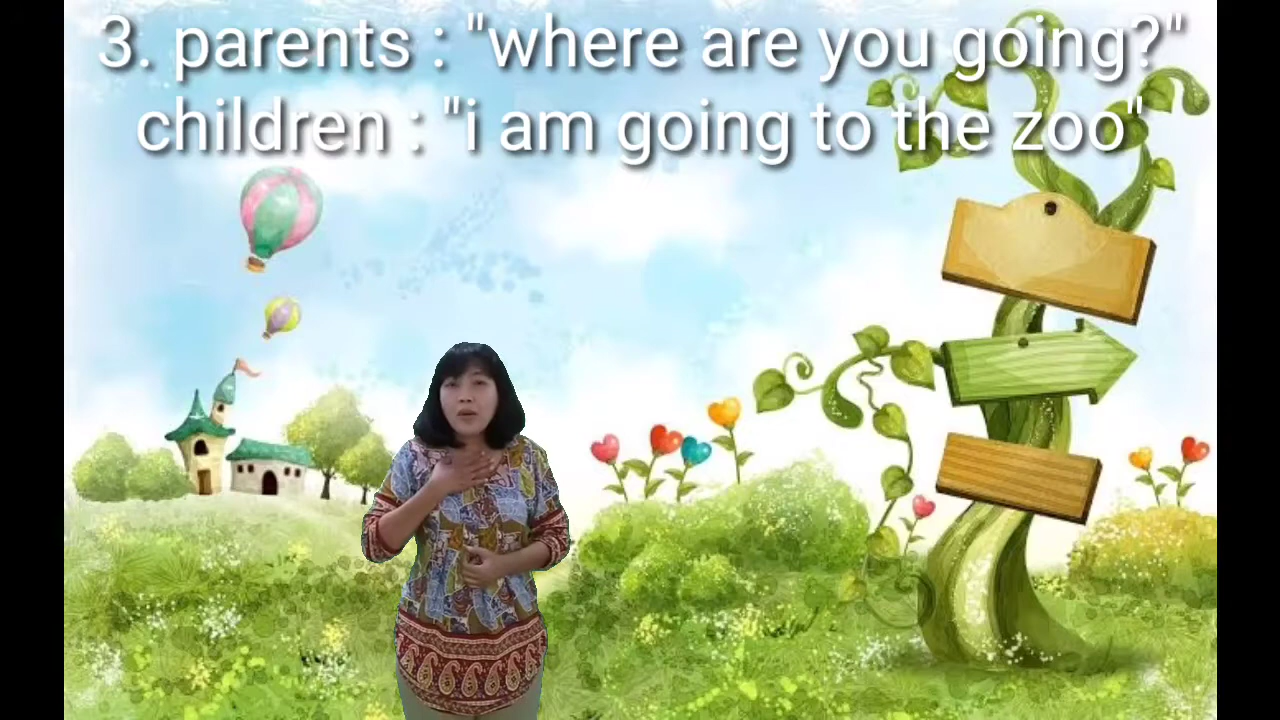 3. parents : "where are you going?"
children : "i am going to the zoo"